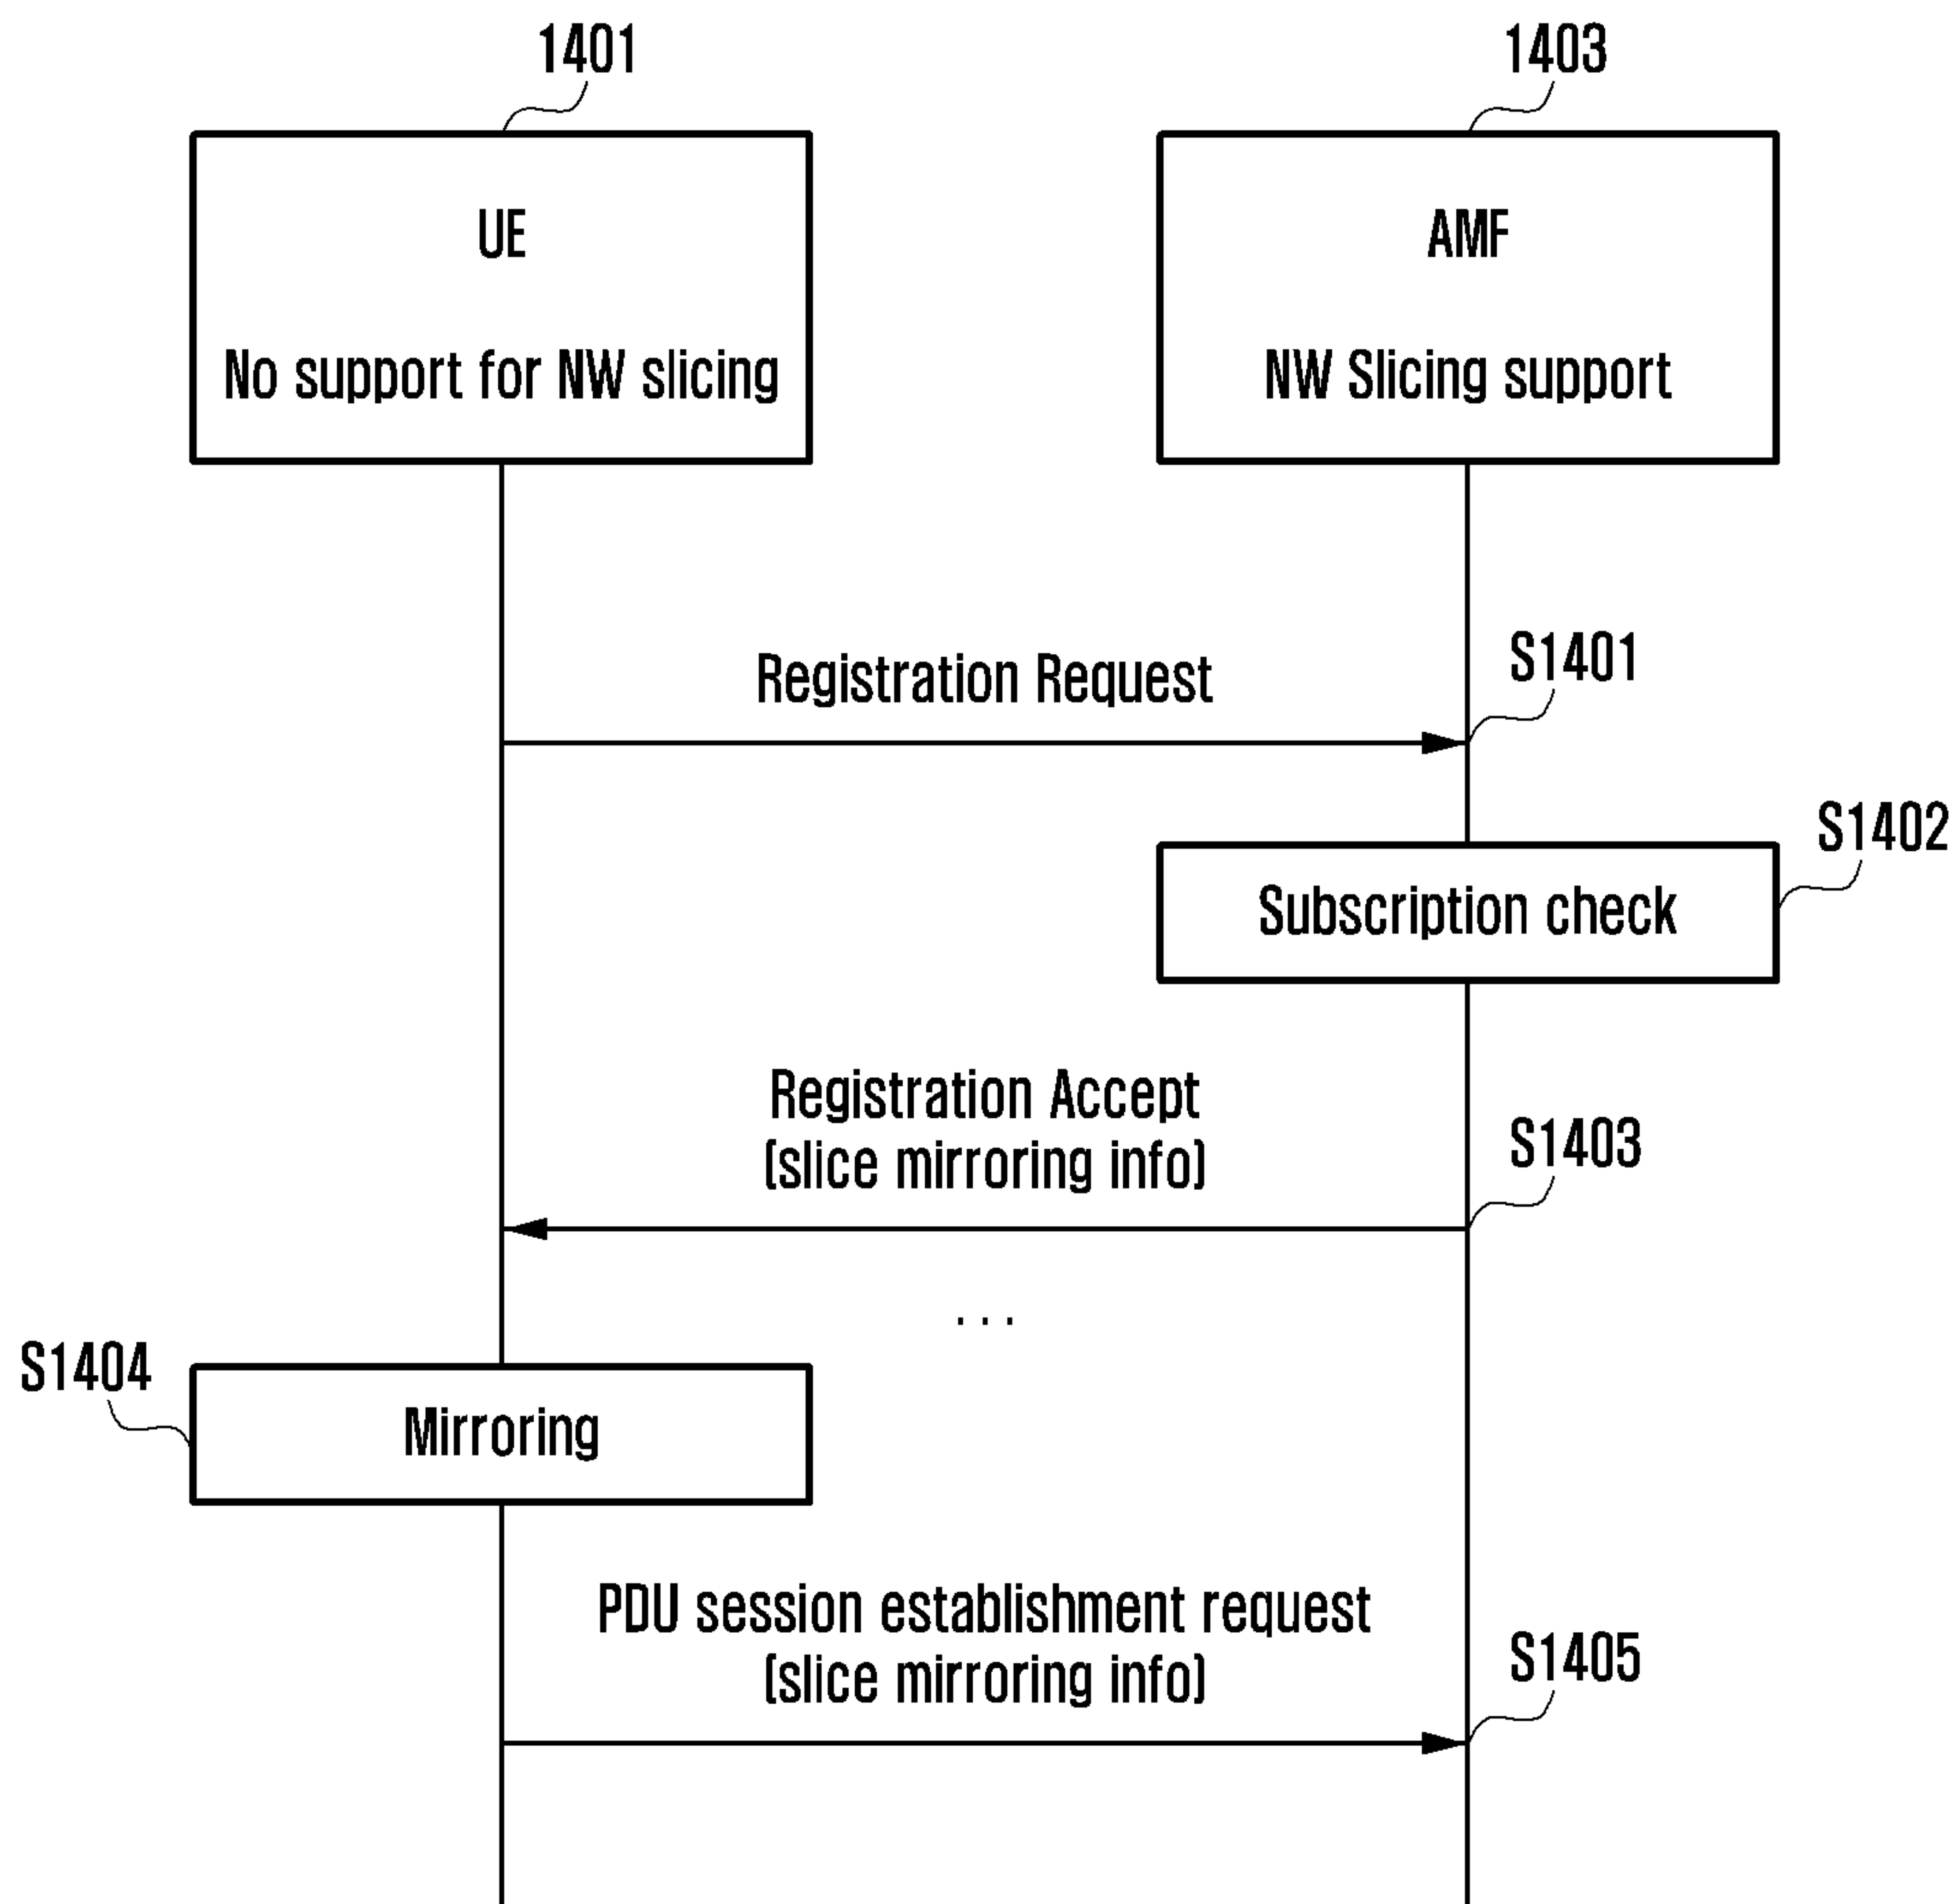 1401
1403
UE
No support for NW slicing
AMF
NW Slicing support
Registration Request
S1401
Subscription check
S1402
Registration Accept
(slice mirroring info)
S1403
...
S1404
Mirroring
PDU session establishment request
(slice mirroring info)
S1405